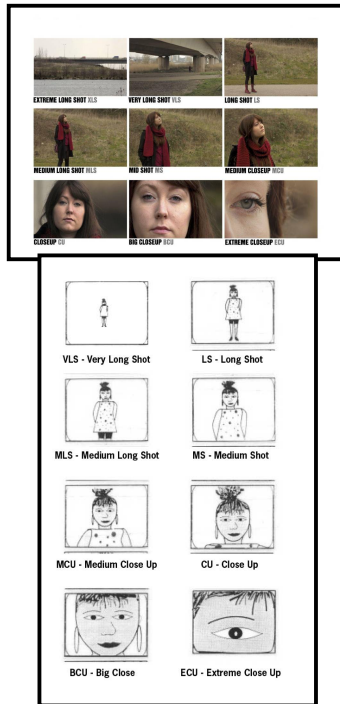 EXTREME LONG SHOT XLS
VERY LONG SHOT VLS
LONG SHOT LS
MEDIUM LONG SHOT MLS
MID SHOT MS
MEDIUM CLOSEUP MCU
CLOSEUP CU
BIG CLOSEUP BCU
EXTREME CLOSEUP ECU
VLS - Very Long Shot
LS - Long Shot
MLS - Medium Long Shot
MS - Medium Shot
MCU - Medium Close Up
CU - Close Up
BCU - Big Close
ECU - Extreme Close Up